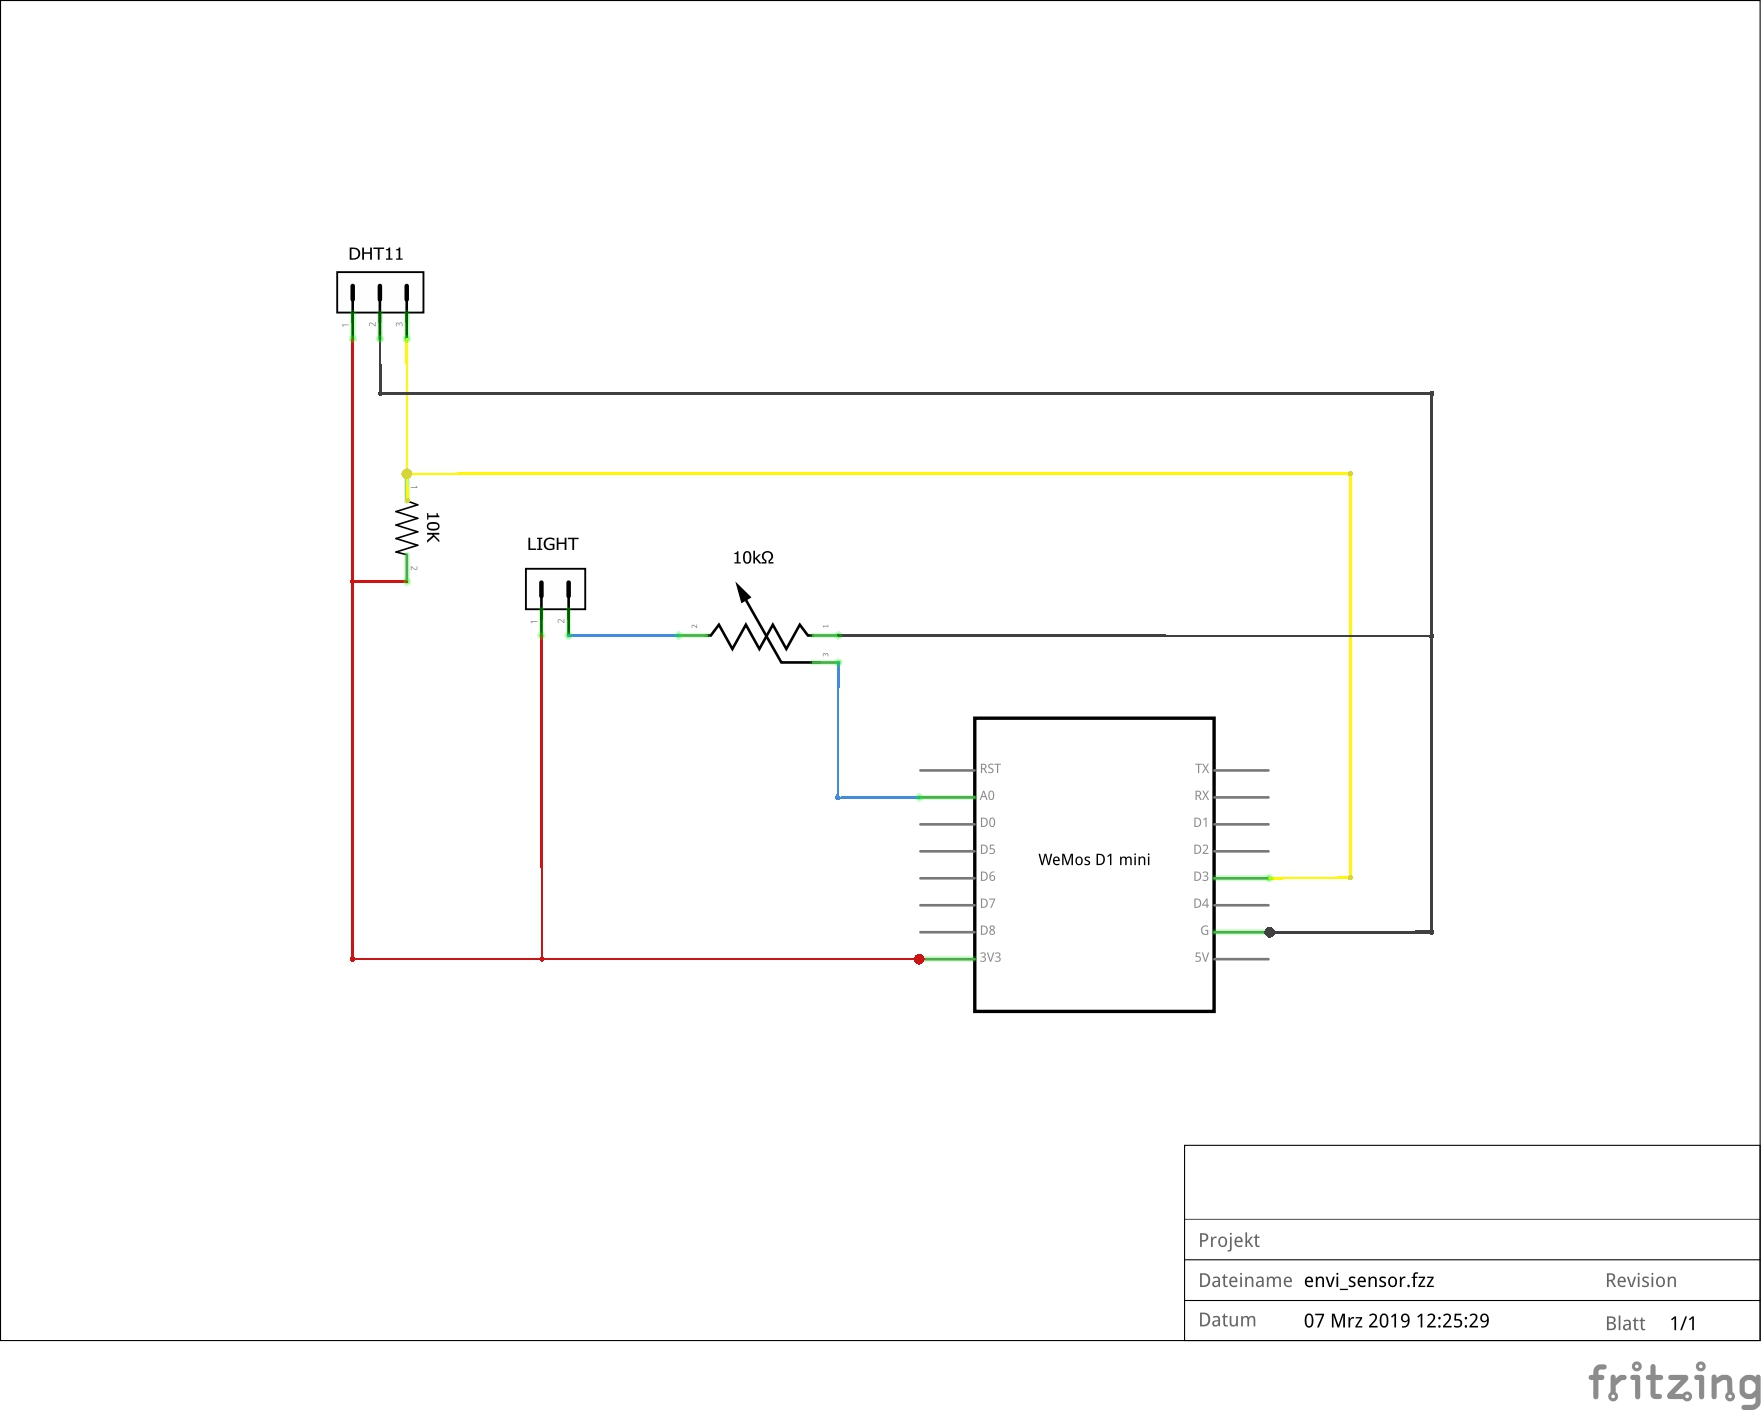 DHT11
1 2 3
1
10K
2
LIGHT
1 2
10kΩ
2 1
3
RST TX
A0 RX
D0 D1
D5 D2
WeMos D1 mini
D6 D3
D7 D4
D8 G
3V3 5V
Projekt
Dateiname envi_sensor.fzz Revision
Datum 07 Mrz 2019 12:25:29 Blatt 1/1
fritzing